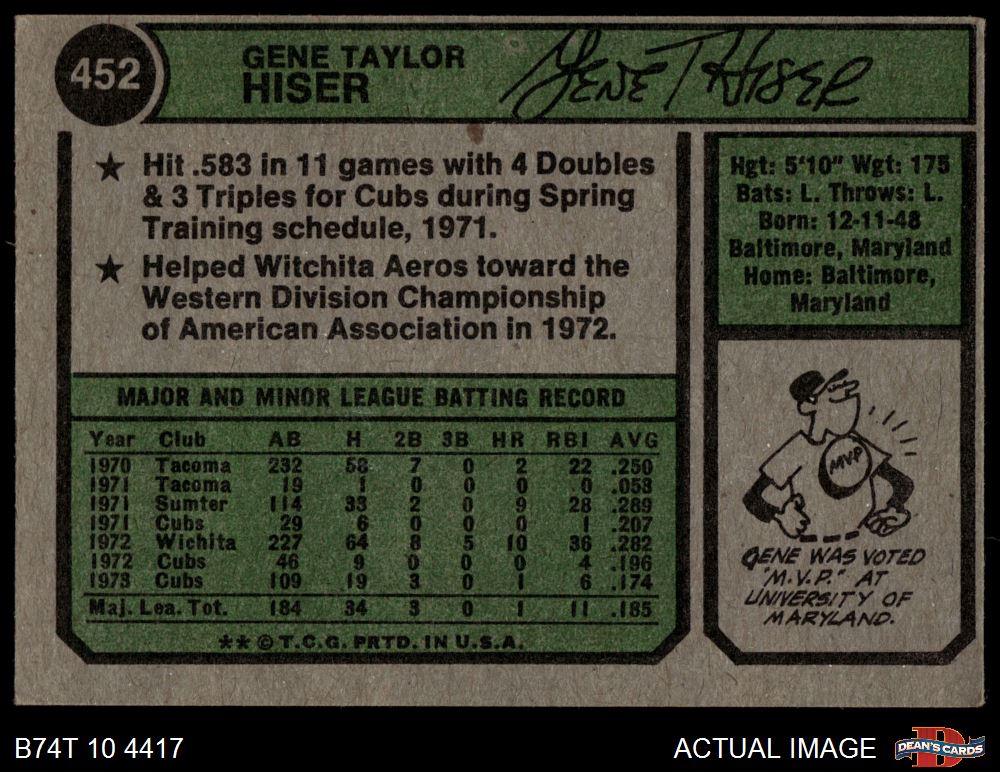 452
GENE TAYLOR
HISER
Gene T Hiser
★ Hit .583 in 11 games with 4 Doubles
& 3 Triples for Cubs during Spring
Training schedule, 1971.
★ Helped Witchita Aeros toward the
Western Division Championship
of American Association in 1972.
Hgt: 5'10" Wgt: 175
Bats: L. Throws: L.
Born: 12-11-48
Baltimore, Maryland
Home: Baltimore,
Maryland
MAJOR AND MINOR LEAGUE BATTING RECORD
Year Club AB H 2B 3B HR RBI AVG
1970 Tacoma 232 58 7 0 2 22 .250
1971 Tacoma 19 1 0 0 0 0 .053
1971 Sumter 114 33 2 0 9 28 .289
1971 Cubs 29 6 0 0 0 1 .207
1972 Wichita 227 64 8 5 10 36 .282
1972 Cubs 46 9 0 0 0 4 .196
1973 Cubs 109 19 3 0 1 6 .174
Maj. Lea. Tot. 184 34 3 0 1 11 .185
** © T.C.G. PRTD. IN U.S.A.
MVP
GENE WAS VOTED
"M.V.P." AT
UNIVERSITY OF
MARYLAND.
B74T 10 4417
ACTUAL IMAGE
D
DEAN'S CARDS